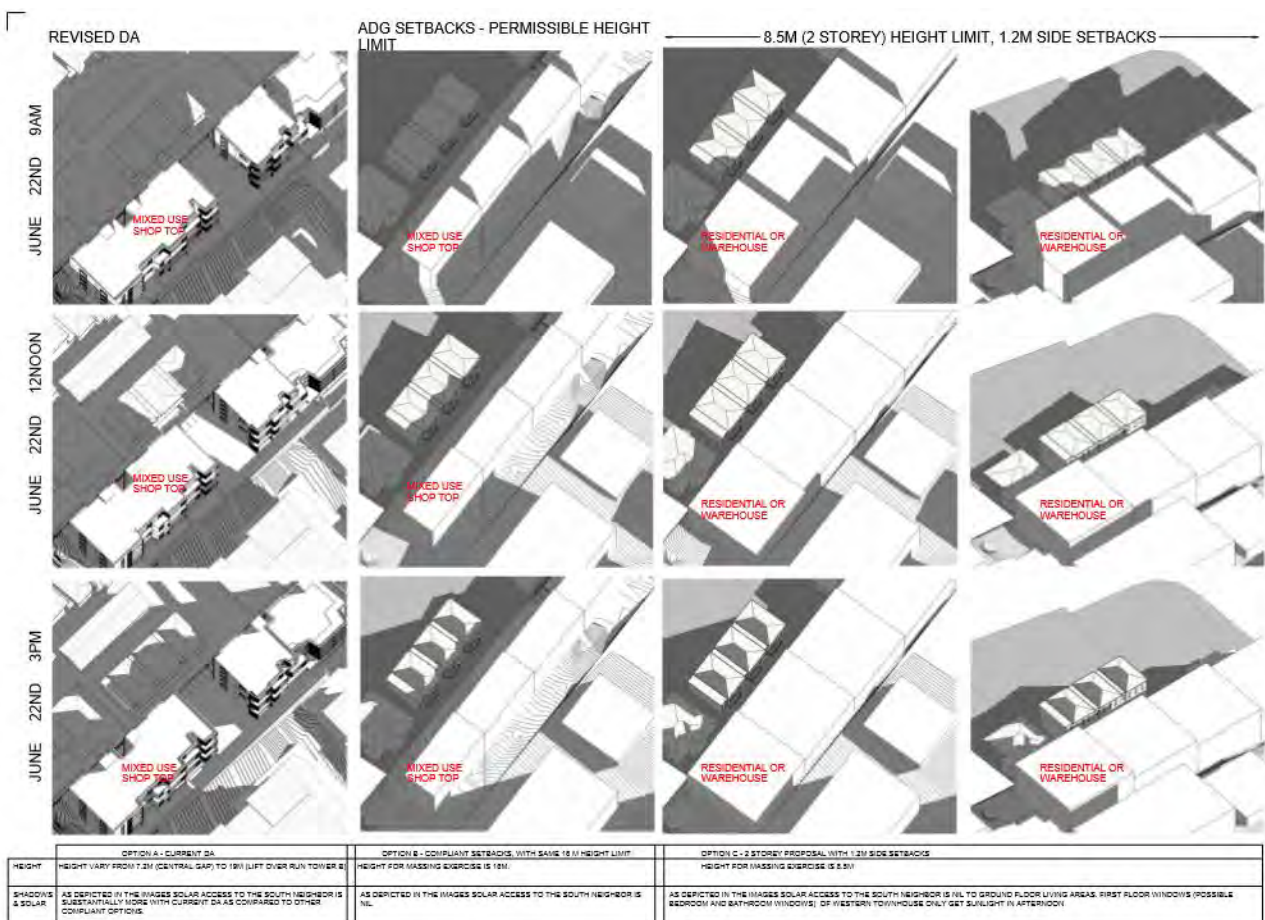 REVISED DA
ADG SETBACKS - PERMISSIBLE HEIGHT
LIMIT
8.5M (2 STOREY) HEIGHT LIMIT, 1.2M SIDE SETBACKS
JUNE 22ND 9AM
MIXED USE
SHOP TOP
MIXED USE
SHOP TOP
RESIDENTIAL OR
WAREHOUSE
RESIDENTIAL OR
WAREHOUSE
JUNE 22ND 12NOON
MIXED USE
SHOP TOP
MIXED USE
SHOP TOP
RESIDENTIAL OR
WAREHOUSE
RESIDENTIAL OR
WAREHOUSE
JUNE 22ND 3PM
MIXED USE
SHOP TOP
MIXED USE
SHOP TOP
RESIDENTIAL OR
WAREHOUSE
RESIDENTIAL OR
WAREHOUSE
OPTION A - CURRENT DA
OPTION B - COMPLIANT SETBACKS, WITH SAME 18 M HEIGHT LIMIT
OPTION C - 2 STOREY PROPOSAL WITH 1.2M SIDE SETBACKS
HEIGHT
HEIGHT VARY FROM 7.2M (CENTRAL GAP) TO 19M (LIFT OVER RUN TOWER B)
HEIGHT FOR MASSING EXERCISE IS 18M.
HEIGHT FOR MASSING EXERCISE IS 8.5M
SHADOWS
& SOLAR
AS DEPICTED IN THE IMAGES SOLAR ACCESS TO THE SOUTH NEIGHBOR IS
SUBSTANTIALLY MORE WITH CURRENT DA AS COMPARED TO OTHER
COMPLIANT OPTIONS.
AS DEPICTED IN THE IMAGES SOLAR ACCESS TO THE SOUTH NEIGHBOR IS
NIL.
AS DEPICTED IN THE IMAGES SOLAR ACCESS TO THE SOUTH NEIGHBOR IS NIL TO GROUND FLOOR LIVING AREAS. FIRST FLOOR WINDOWS (POSSIBLE
BEDROOM AND BATHROOM WINDOWS) OF WESTERN TOWNHOUSE ONLY GET SUNLIGHT IN AFTERNOON